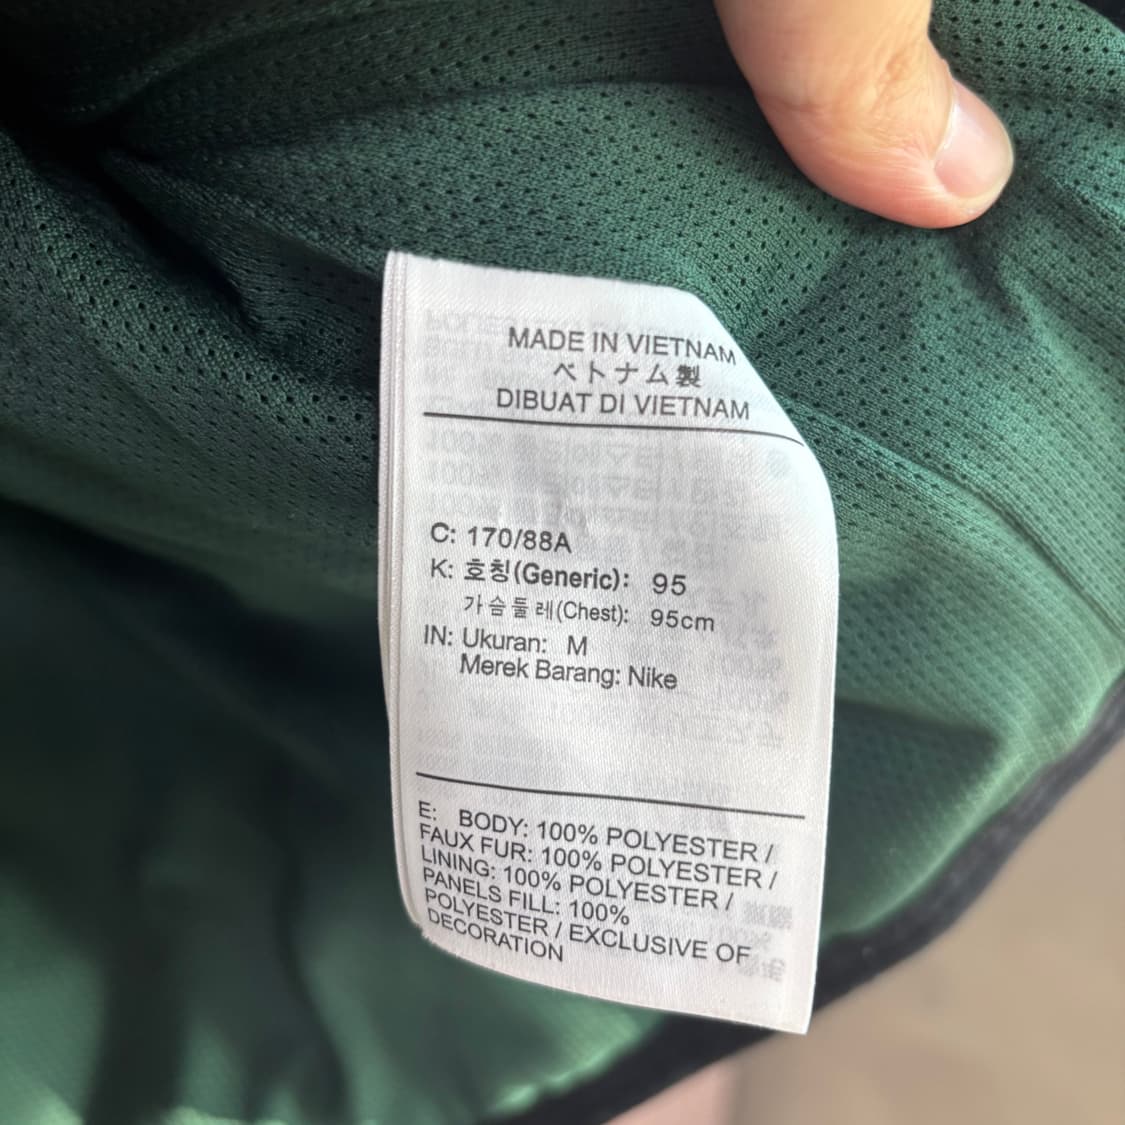 MADE IN VIETNAM
ベトナム製
DIBUAT DI VIETNAM
C: 170/88A
K: 호칭(Generic): 95
가슴둘레(Chest): 95cm
IN: Ukuran: M
Merek Barang: Nike
E: BODY: 100% POLYESTER /
FAUX FUR: 100% POLYESTER /
LINING: 100% POLYESTER /
PANELS FILL: 100%
POLYESTER / EXCLUSIVE OF
DECORATION